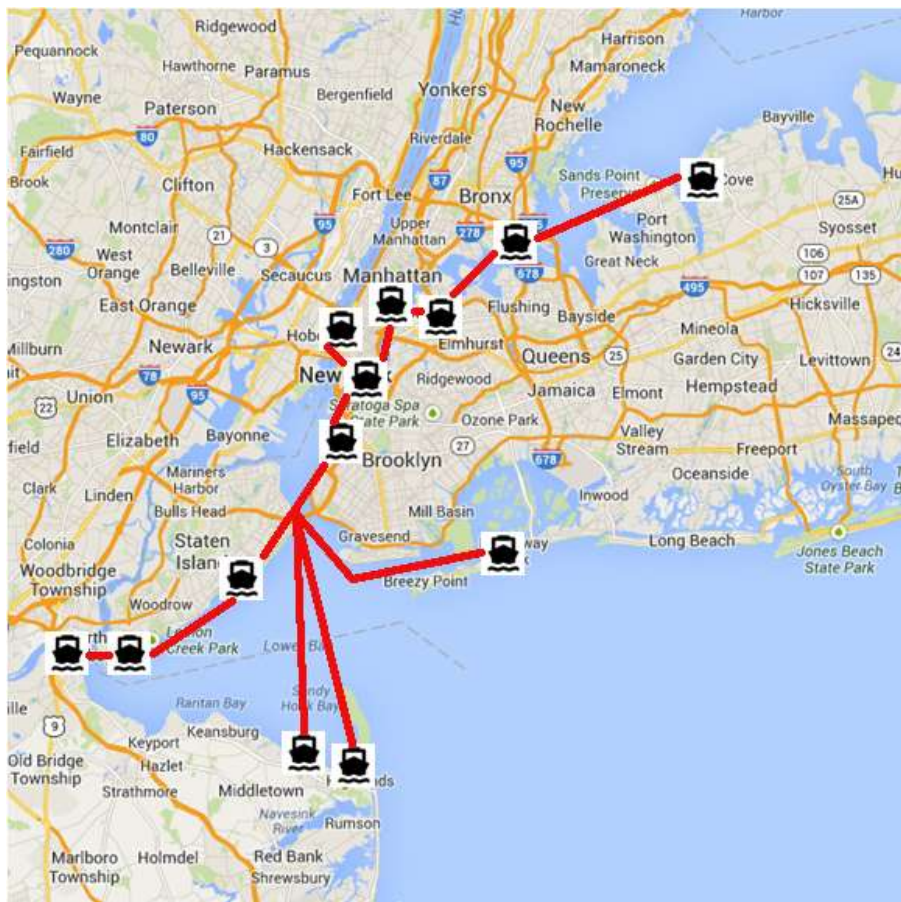 Harbor
Ridgewood
Harrison
Pequannock
Hawthorne
Paramus
Mamaroneck
Wayne
Bergenfield
Yonkers
Paterson
New
Rochelle
Bayville
80
Riverdale
Fairfield
Hackensack
95
Brook
Clifton
Fort Lee
87
Bronx
Sands Point
Preserve
Cove
25A
Montclair
21
95
Upper
Manhattan
278
Port
Washington
Syosset
280
West
Orange
3
Belleville
Secaucus
Manhattan
678
Great Neck
106
107
135
495
East Orange
Flushing
Bayside
Hicksville
Millburn
Newark
Elmhurst
Queens
25
Mineola
Garden City
Levittown
24
78
New
Ridgewood
Jamaica
Elmont
Hempstead
22
Union
95
Saratoga Spa
State Park
Ozone Park
Massapeq
Bayonne
Elizabeth
Brooklyn
27
678
Valley
Stream
Freeport
Clark
Linden
Mariners
Harbor
Oceanside
South
Oyster Bay
Bulls Head
Mill Basin
Inwood
Colonia
Staten
Island
Gravesend
Long Beach
Jones Beach
State Park
Woodbridge
Township
Breezy Point
Woodrow
Creek Park
Lower Bay
Raritan Bay
Sandy
Hook Bay
9
Keyport
Keansburg
Old Bridge
Township
Hazlet
Strathmore
Middletown
Navesink
River
Rumson
Marlboro
Township
Holmdel
Red Bank
Shrewsbury